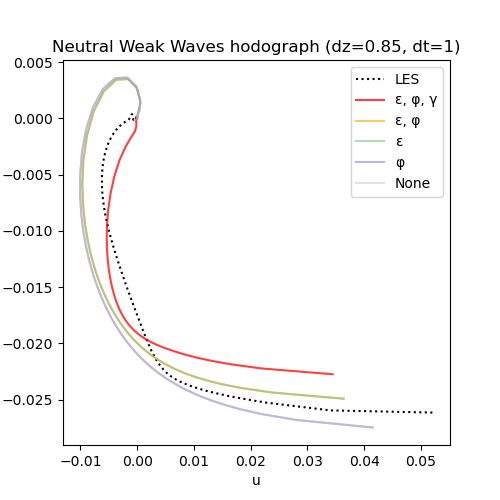 Neutral Weak Waves hodograph (dz=0.85, dt=1)
0.005
0.000
−0.005
−0.010
−0.015
−0.020
−0.025
LES
ε, φ, γ
ε, φ
ε
φ
None
−0.01 0.00 0.01 0.02 0.03 0.04 0.05
u